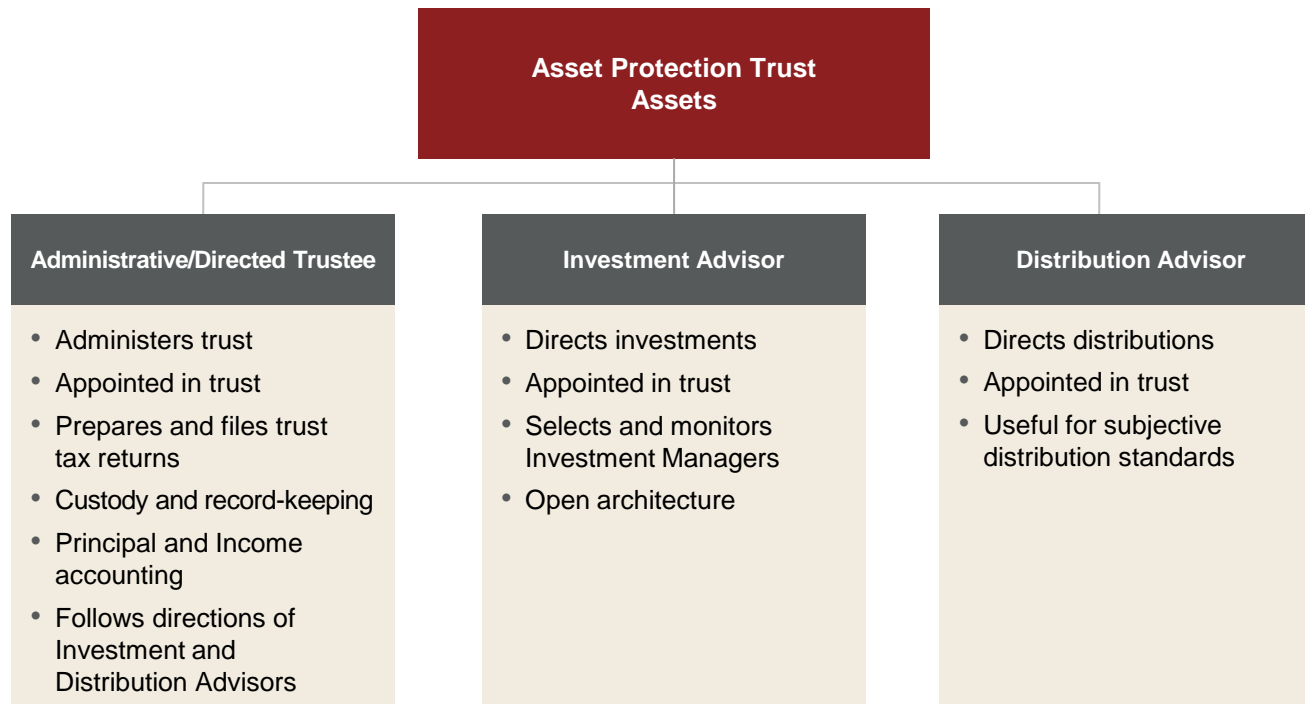 Asset Protection Trust
Assets
Administrative/Directed Trustee
• Administers trust
• Appointed in trust
• Prepares and files trust
tax returns
• Custody and record-keeping
• Principal and Income
accounting
• Follows directions of
Investment and
Distribution Advisors
Investment Advisor
• Directs investments
• Appointed in trust
• Selects and monitors
Investment Managers
• Open architecture
Distribution Advisor
• Directs distributions
• Appointed in trust
• Useful for subjective
distribution standards